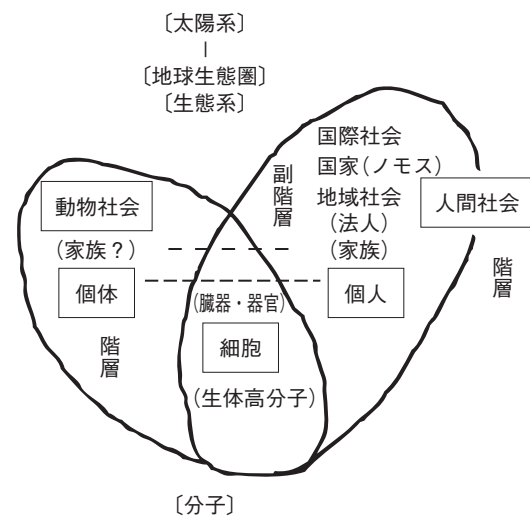 〔太陽系〕
〔地球生態圏〕
〔生態系〕
国際社会
国家(ノモス)
副階層
地域社会
(法人)
(家族)
人間社会
階層
動物社会
(家族？)
個体
階層
個人
(臓器・器官)
細胞
(生体高分子)
〔分子〕